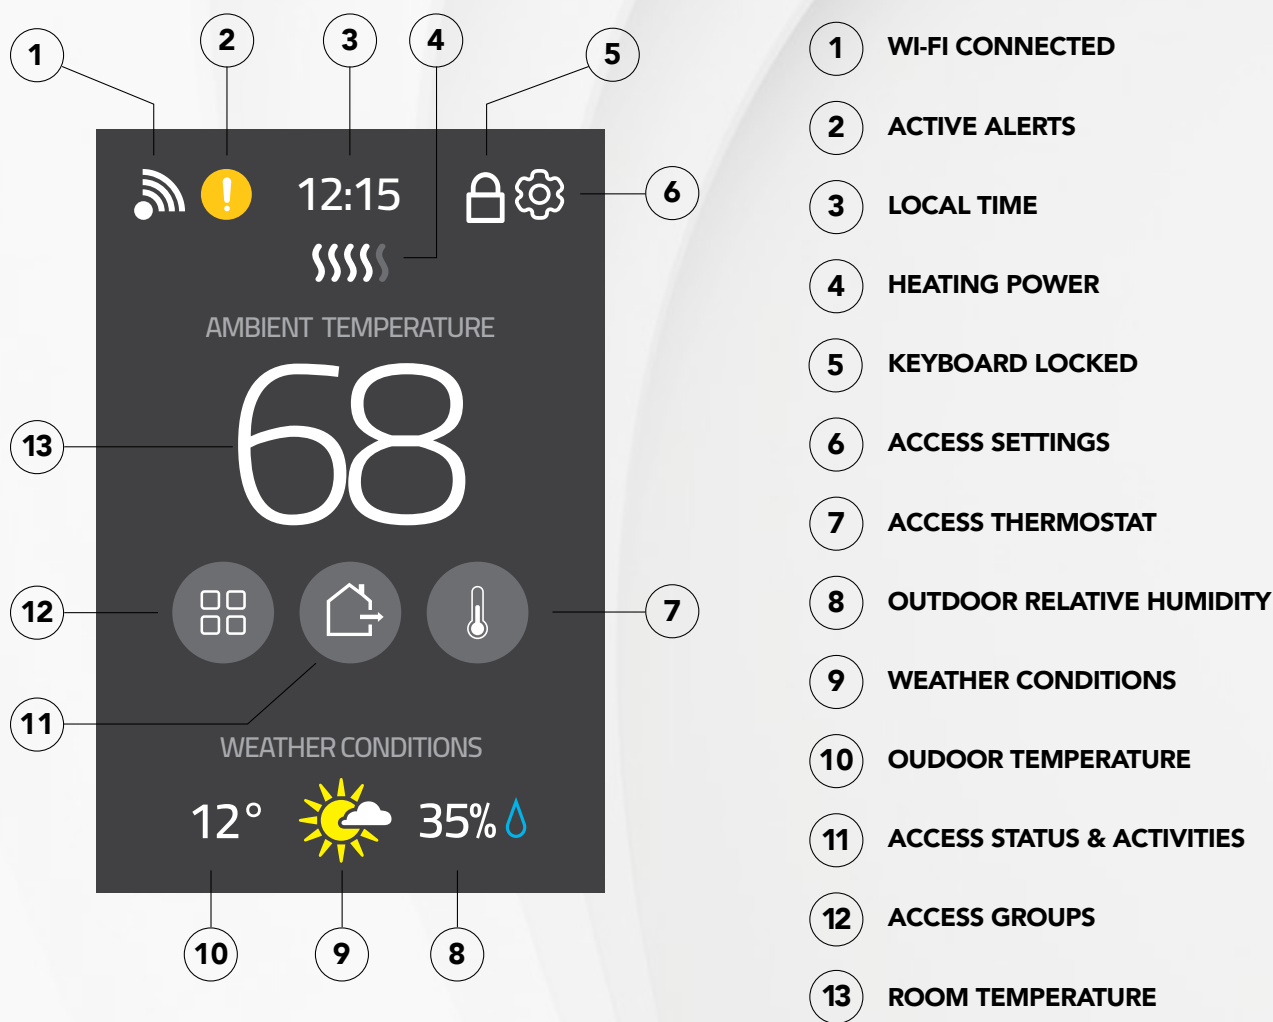 1
2
3
4
5
12:15
6
AMBIENT TEMPERATURE
68
13
12
7
11
WEATHER CONDITIONS
12°
35%
10
9
8
1 WI-FI CONNECTED
2 ACTIVE ALERTS
3 LOCAL TIME
4 HEATING POWER
5 KEYBOARD LOCKED
6 ACCESS SETTINGS
7 ACCESS THERMOSTAT
8 OUTDOOR RELATIVE HUMIDITY
9 WEATHER CONDITIONS
10 OUDOOR TEMPERATURE
11 ACCESS STATUS & ACTIVITIES
12 ACCESS GROUPS
13 ROOM TEMPERATURE